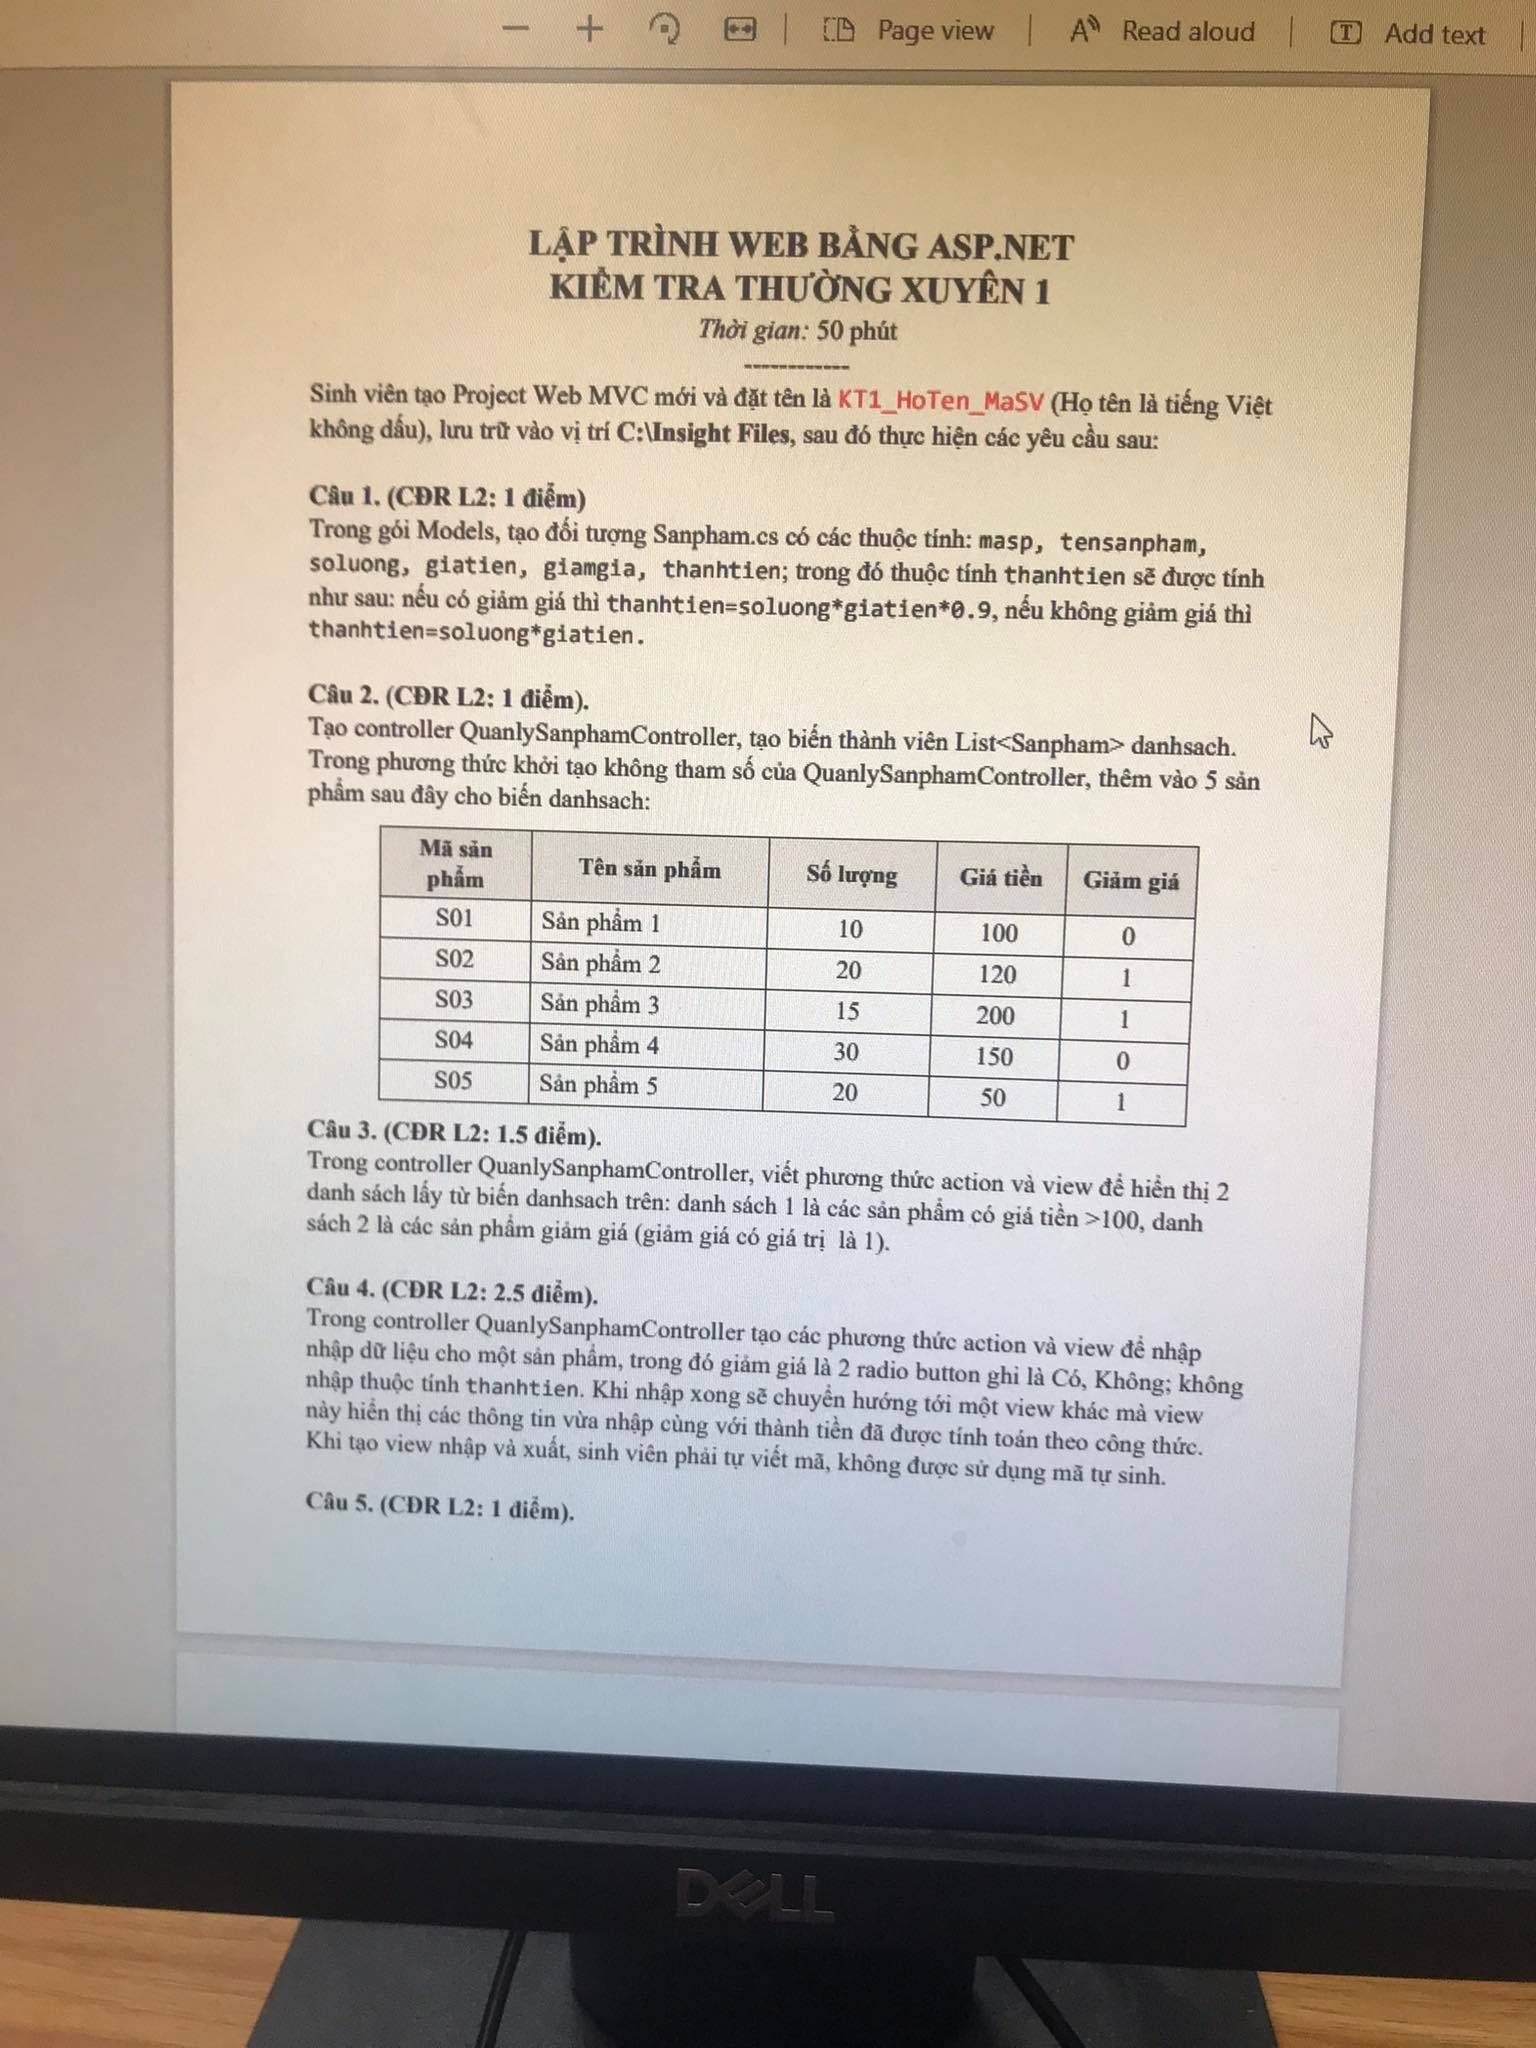 Page view
Read aloud
Add text
LẬP TRÌNH WEB BẰNG ASP.NET
KIỂM TRA THƯỜNG XUYÊN 1
Thời gian: 50 phút
------------
Sinh viên tạo Project Web MVC mới và đặt tên là KT1_HoTen_MaSV (Họ tên là tiếng Việt
không dấu), lưu trữ vào vị trí C:\Insight Files, sau đó thực hiện các yêu cầu sau:
Câu 1. (CĐR L2: 1 điểm)
Trong gói Models, tạo đối tượng Sanpham.cs có các thuộc tính: masp, tensanpham,
soluong, giatien, giamgia, thanhtien; trong đó thuộc tính thanhtien sẽ được tính
như sau: nếu có giảm giá thì thanhtien=soluong*giatien*0.9, nếu không giảm giá thì
thanhtien=soluong*giatien.
Câu 2. (CĐR L2: 1 điểm).
Tạo controller QuanlySanphamController, tạo biến thành viên List<Sanpham> danhsach.
Trong phương thức khởi tạo không tham số của QuanlySanphamController, thêm vào 5 sản
phẩm sau đây cho biến danhsach:
Mã sản phẩm Tên sản phẩm Số lượng Giá tiền Giảm giá
S01 Sản phẩm 1 10 100 0
S02 Sản phẩm 2 20 120 1
S03 Sản phẩm 3 15 200 1
S04 Sản phẩm 4 30 150 0
S05 Sản phẩm 5 20 50 1
Câu 3. (CĐR L2: 1.5 điểm).
Trong controller QuanlySanphamController, viết phương thức action và view để hiển thị 2
danh sách lấy từ biến danhsach trên: danh sách 1 là các sản phẩm có giá tiền >100, danh
sách 2 là các sản phẩm giảm giá (giảm giá có giá trị là 1).
Câu 4. (CĐR L2: 2.5 điểm).
Trong controller QuanlySanphamController tạo các phương thức action và view để nhập
nhập dữ liệu cho một sản phẩm, trong đó giảm giá là 2 radio button ghi là Có, Không; không
nhập thuộc tính thanhtien. Khi nhập xong sẽ chuyển hướng tới một view khác mà view
này hiển thị các thông tin vừa nhập cùng với thành tiền đã được tính toán theo công thức.
Khi tạo view nhập và xuất, sinh viên phải tự viết mã, không được sử dụng mã tự sinh.
Câu 5. (CĐR L2: 1 điểm).
DELL